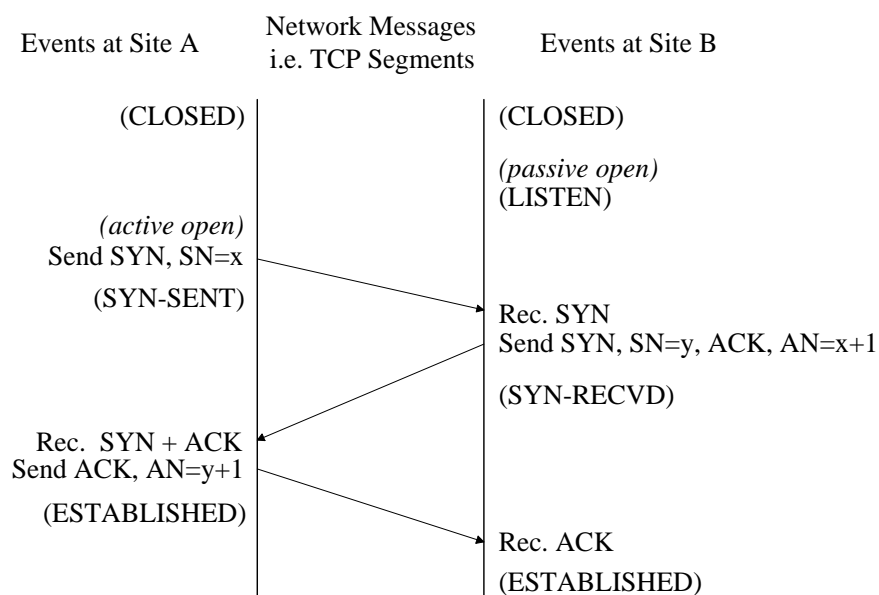 Events at Site A
Network Messages
i.e. TCP Segments
Events at Site B
(CLOSED)
(CLOSED)
(passive open)
(LISTEN)
(active open)
Send SYN, SN=x
(SYN-SENT)
Rec. SYN
Send SYN, SN=y, ACK, AN=x+1
(SYN-RECVD)
Rec. SYN + ACK
Send ACK, AN=y+1
(ESTABLISHED)
Rec. ACK
(ESTABLISHED)